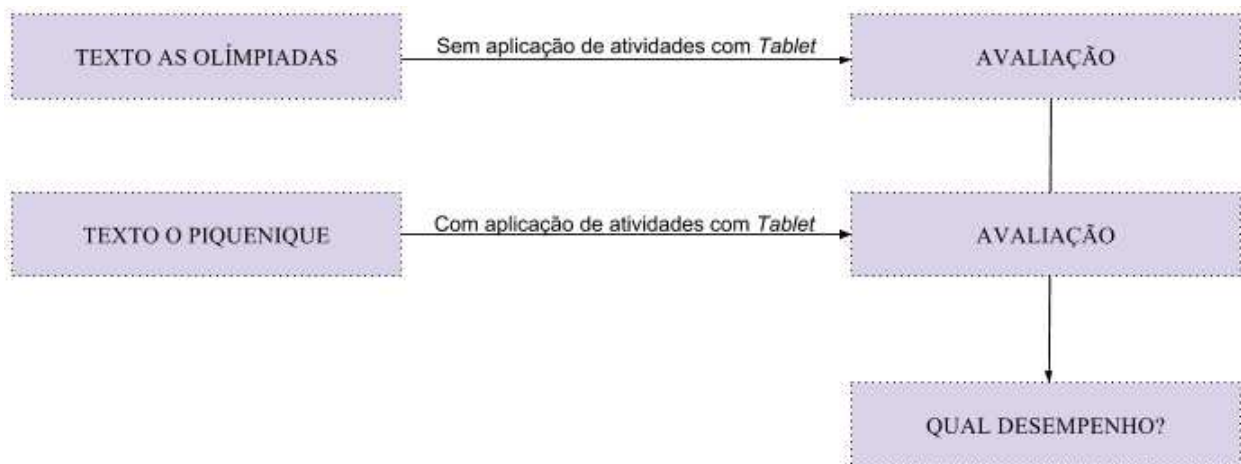 TEXTO AS OLÍMPIADAS
Sem aplicação de atividades com Tablet
AVALIAÇÃO
TEXTO O PIQUENIQUE
Com aplicação de atividades com Tablet
AVALIAÇÃO
QUAL DESEMPENHO?